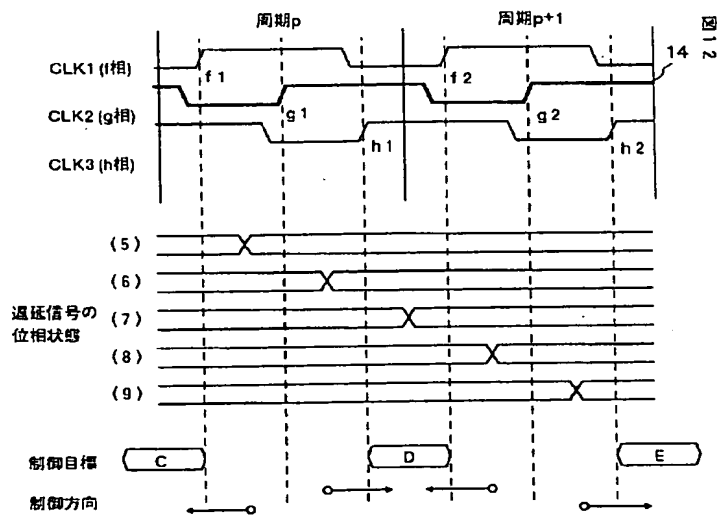 周期p
周期p+1
図12
CLK1 (f相)
f1
f2
14
CLK2 (g相)
g1
g2
CLK3 (h相)
h1
h2
(5)
(6)
遅延信号の
位相状態
(7)
(8)
(9)
制御目標
C
D
E
制御方向